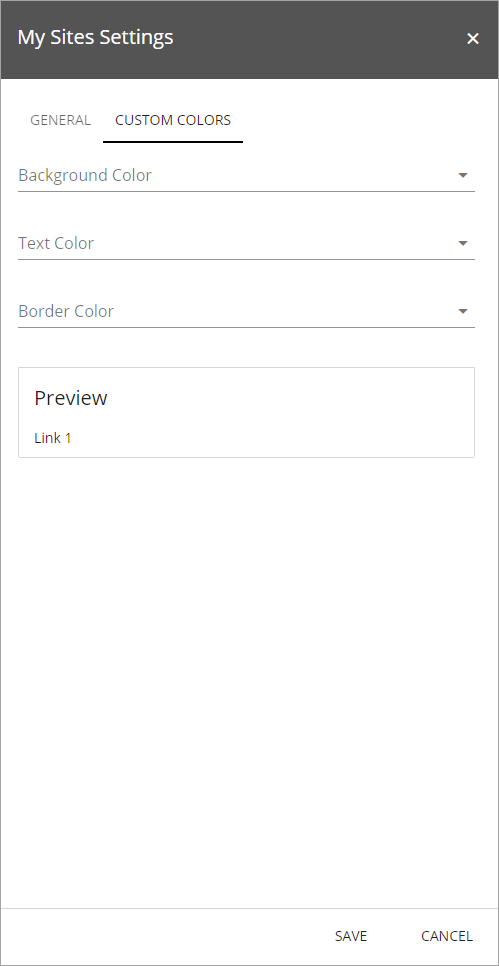 My Sites Settings
GENERAL CUSTOM COLORS
Background Color
Text Color
Border Color
Preview
Link 1
SAVE CANCEL